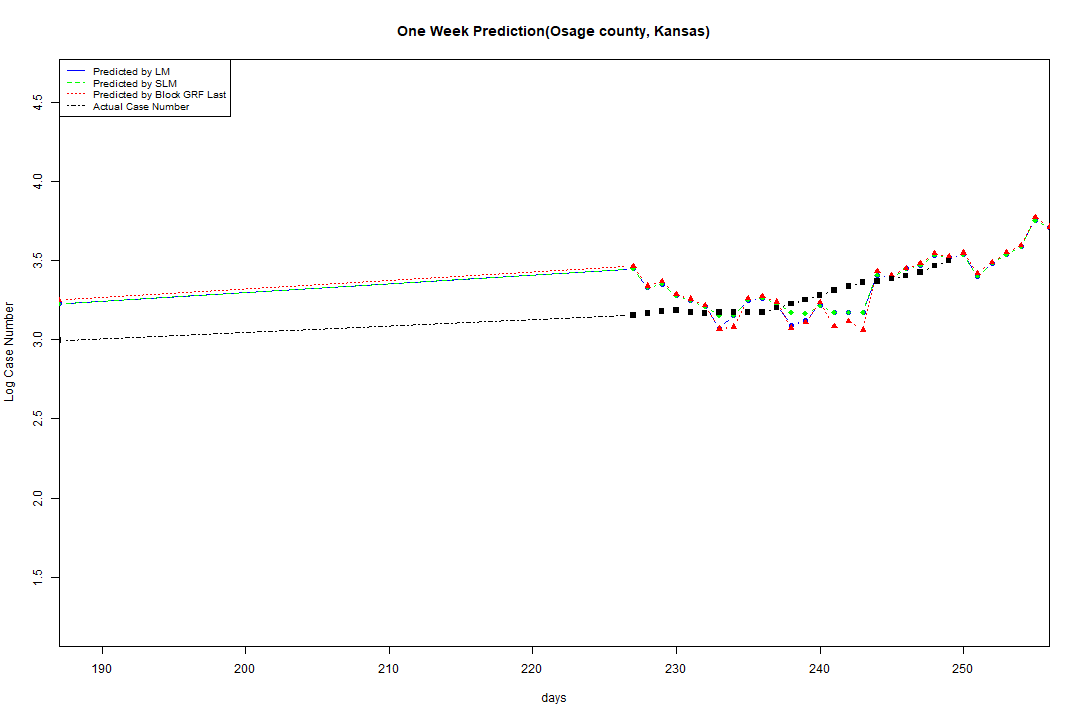 One Week Prediction(Osage county, Kansas)
Predicted by LM
Predicted by SLM
Predicted by Block GRF Last
Actual Case Number
4.5
4.0
3.5
3.0
2.5
2.0
1.5
Log Case Number
190 200 210 220 230 240 250
days